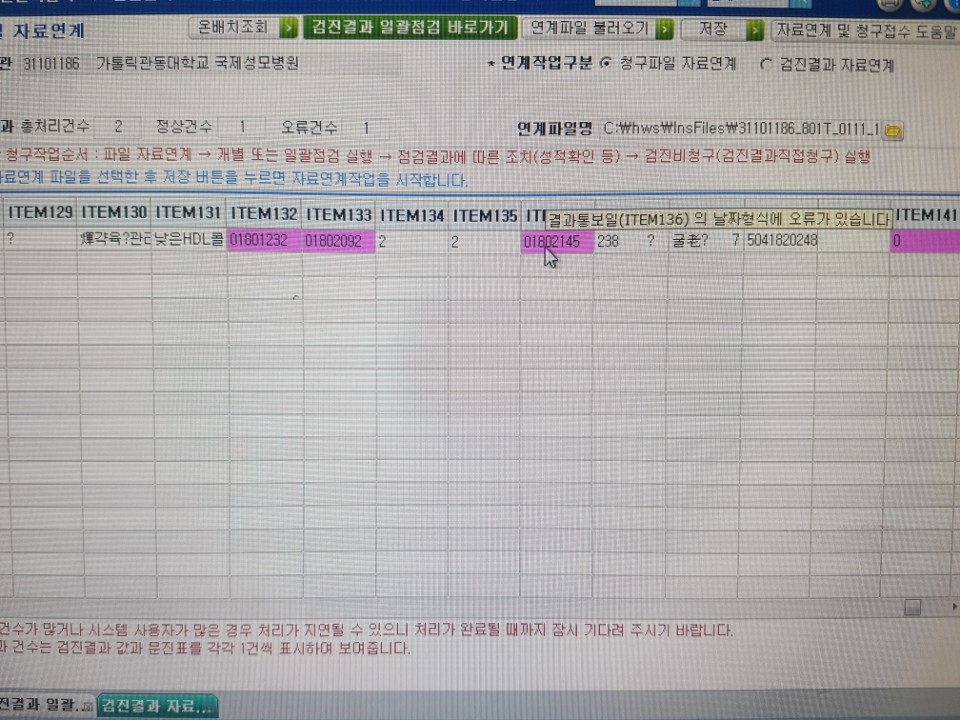 자료연계 온배치조회 검진결과 일괄점검 바로가기 연계파일 불러오기 저장 자료연계 및 청구접수 도움말
관 31101186 가톨릭관동대학교 국제성모병원 * 연계작업구분 청구파일 자료연계 검진결과 자료연계
과 총처리건수 2 정상건수 1 오류건수 1 연계파일명 C:₩hws₩InsFiles₩31101186_801T_0111_1
청구작업순서 : 파일 자료연계 → 개별 또는 일괄점검 실행 → 점검결과에 따른 조치(성적확인 등) → 검진비청구(검진결과직접청구) 실행
자료연계 파일을 선택한 후 저장 버튼을 누르면 자료연계작업을 시작합니다.
ITEM129 ITEM130 ITEM131 ITEM132 ITEM133 ITEM134 ITEM135 결과통보일(ITEM136) 의 날짜형식에 오류가 있습니다 ITEM141
? 낮은HDL콜 01801232 01802092 2 2 01802145 238 ? 굴老? 7 5041820248 0
건수가 많거나 시스템 사용자가 많은 경우 처리가 지연될 수 있으니 처리가 완료될 때까지 잠시 기다려 주시기 바랍니다.
과 건수는 검진결과 값과 문진표를 각각 1건씩 표시하여 보여줍니다.
진결과 일괄... 검진결과 자료...